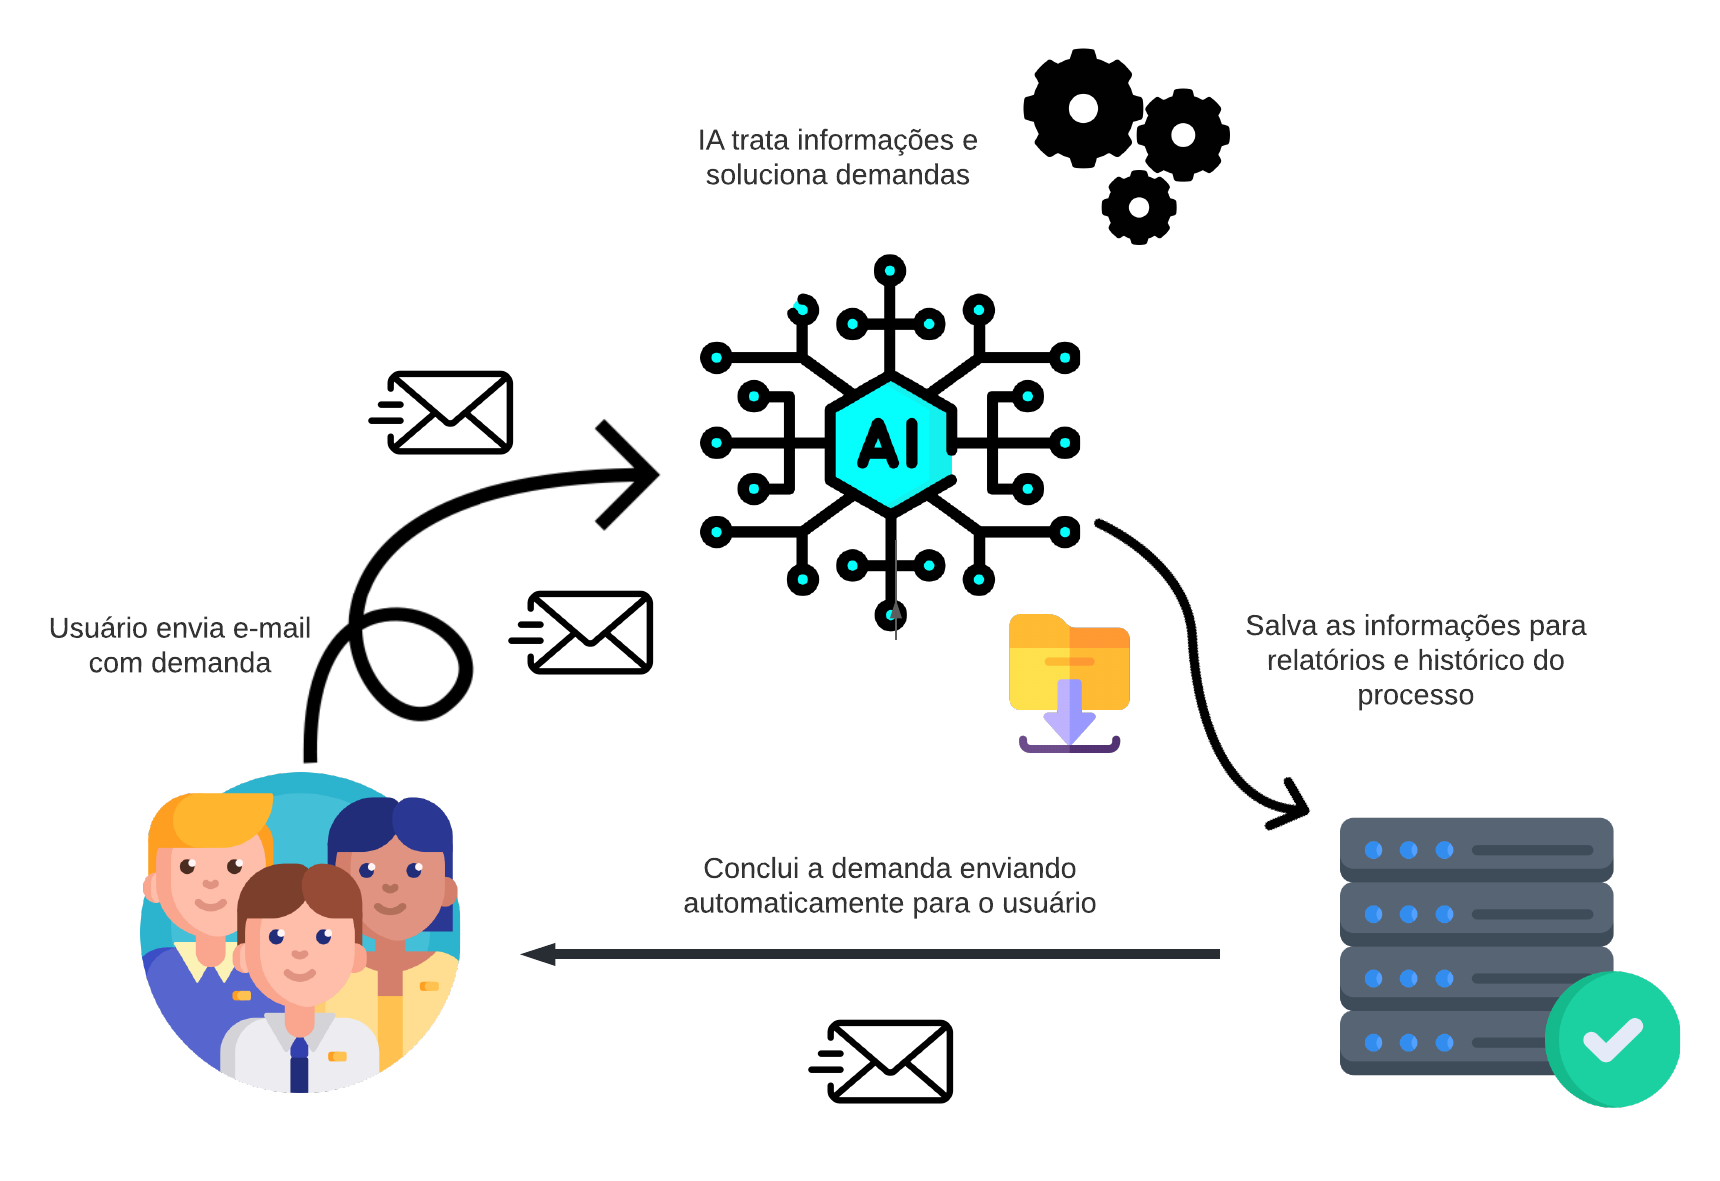 IA trata informações e
soluciona demandas
AI
Usuário envia e-mail
com demanda
Salva as informações para
relatórios e histórico do
processo
Conclui a demanda enviando
automaticamente para o usuário